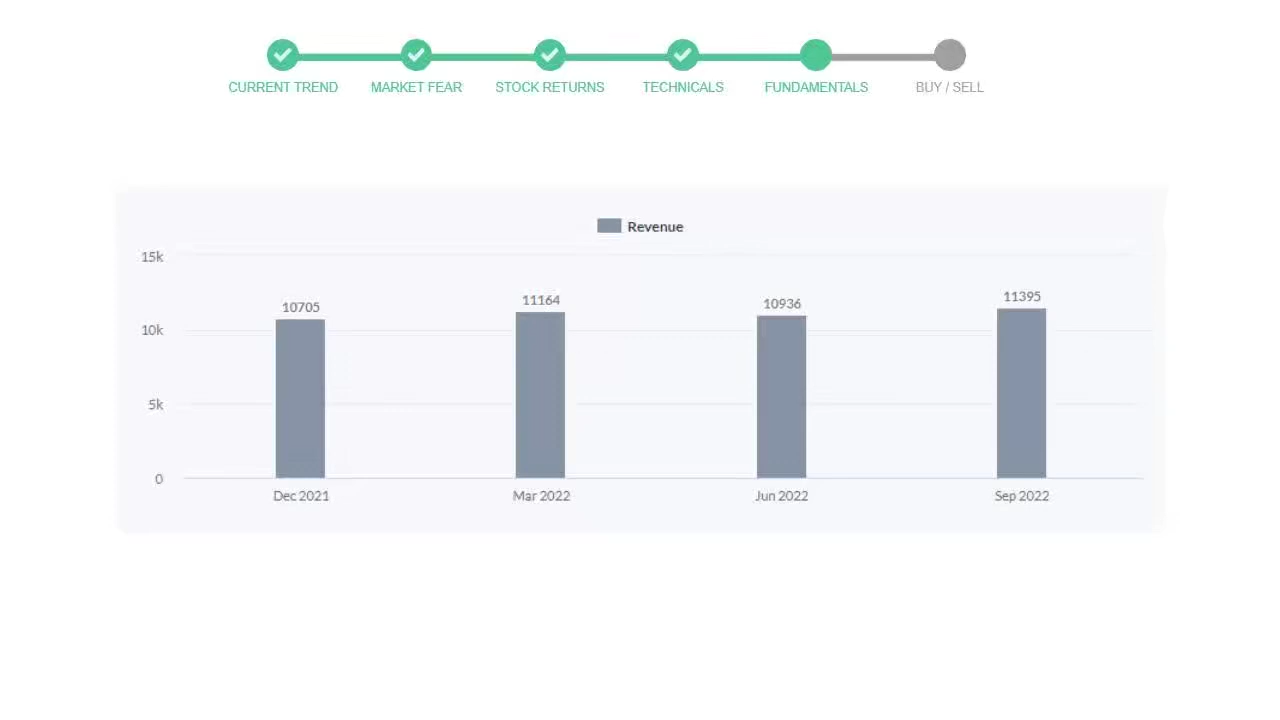 CURRENT TREND MARKET FEAR STOCK RETURNS TECHNICALS FUNDAMENTALS BUY / SELL
Revenue
15k
10705 11164 10936 11395
10k
5k
0
Dec 2021 Mar 2022 Jun 2022 Sep 2022